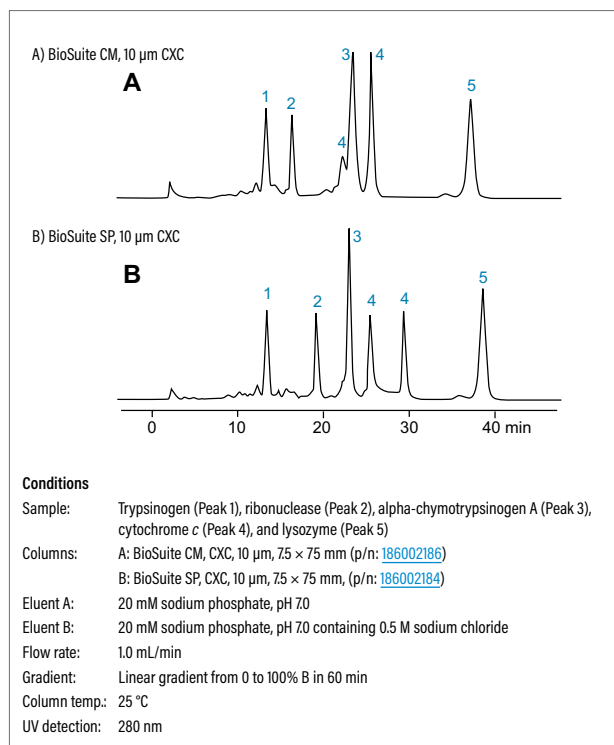 A) BioSuite CM, 10 µm CXC
A
1
2
4
3
4
5
B) BioSuite SP, 10 µm CXC
B
1
2
3
4
4
5
0 10 20 30 40 min
Conditions
Sample: Trypsinogen (Peak 1), ribonuclease (Peak 2), alpha-chymotrypsinogen A (Peak 3),
cytochrome c (Peak 4), and lysozyme (Peak 5)
Columns: A: BioSuite CM, CXC, 10 µm, 7.5 × 75 mm (p/n: 186002186)
B: BioSuite SP, CXC, 10 µm, 7.5 × 75 mm, (p/n: 186002184)
Eluent A: 20 mM sodium phosphate, pH 7.0
Eluent B: 20 mM sodium phosphate, pH 7.0 containing 0.5 M sodium chloride
Flow rate: 1.0 mL/min
Gradient: Linear gradient from 0 to 100% B in 60 min
Column temp.: 25 °C
UV detection: 280 nm